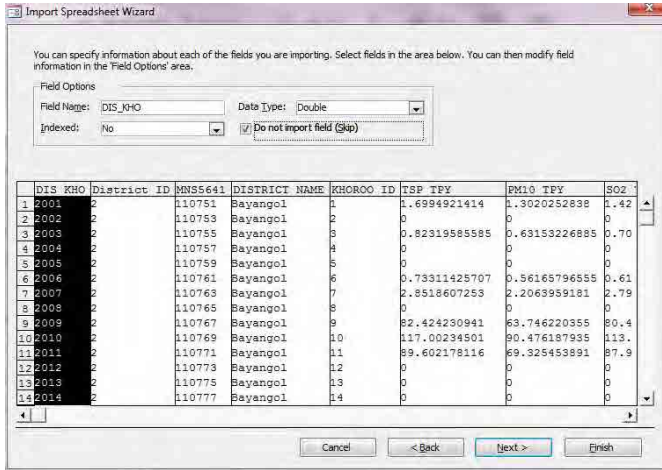 Import Spreadsheet Wizard
You can specify information about each of the fields you are importing. Select fields in the area below. You can then modify field
information in the 'Field Options' area.
Field Options
Field Name: DIS_KHO Data Type: Double
Indexed: No Do not import field (Skip)
DIS KHO District ID MNS5641 DISTRICT NAME KHOROO ID TSP TPY PM10 TPY SO2
1 2001 2 110751 Bayangol 1 1.6994921414 1.3020252838 1.42
2 2002 2 110753 Bayangol 2 0 0 0
3 2003 2 110755 Bayangol 3 0.82319585585 0.63153226885 0.70
4 2004 2 110757 Bayangol 4 0 0 0
5 2005 2 110759 Bayangol 5 0 0 0
6 2006 2 110761 Bayangol 6 0.73311425707 0.56165796555 0.61
7 2007 2 110763 Bayangol 7 2.8518607253 2.2063959181 2.79
8 2008 2 110765 Bayangol 8 0 0 0
9 2009 2 110767 Bayangol 9 82.424230941 63.746220355 80.4
10 2010 2 110769 Bayangol 10 117.00234501 90.476187935 113.
11 2011 2 110771 Bayangol 11 89.602178116 69.325453891 87.9
12 2012 2 110773 Bayangol 12 0 0 0
13 2013 2 110775 Bayangol 13 0 0 0
14 2014 2 110777 Bayangol 14 0 0 0
Cancel < Back Next > Finish